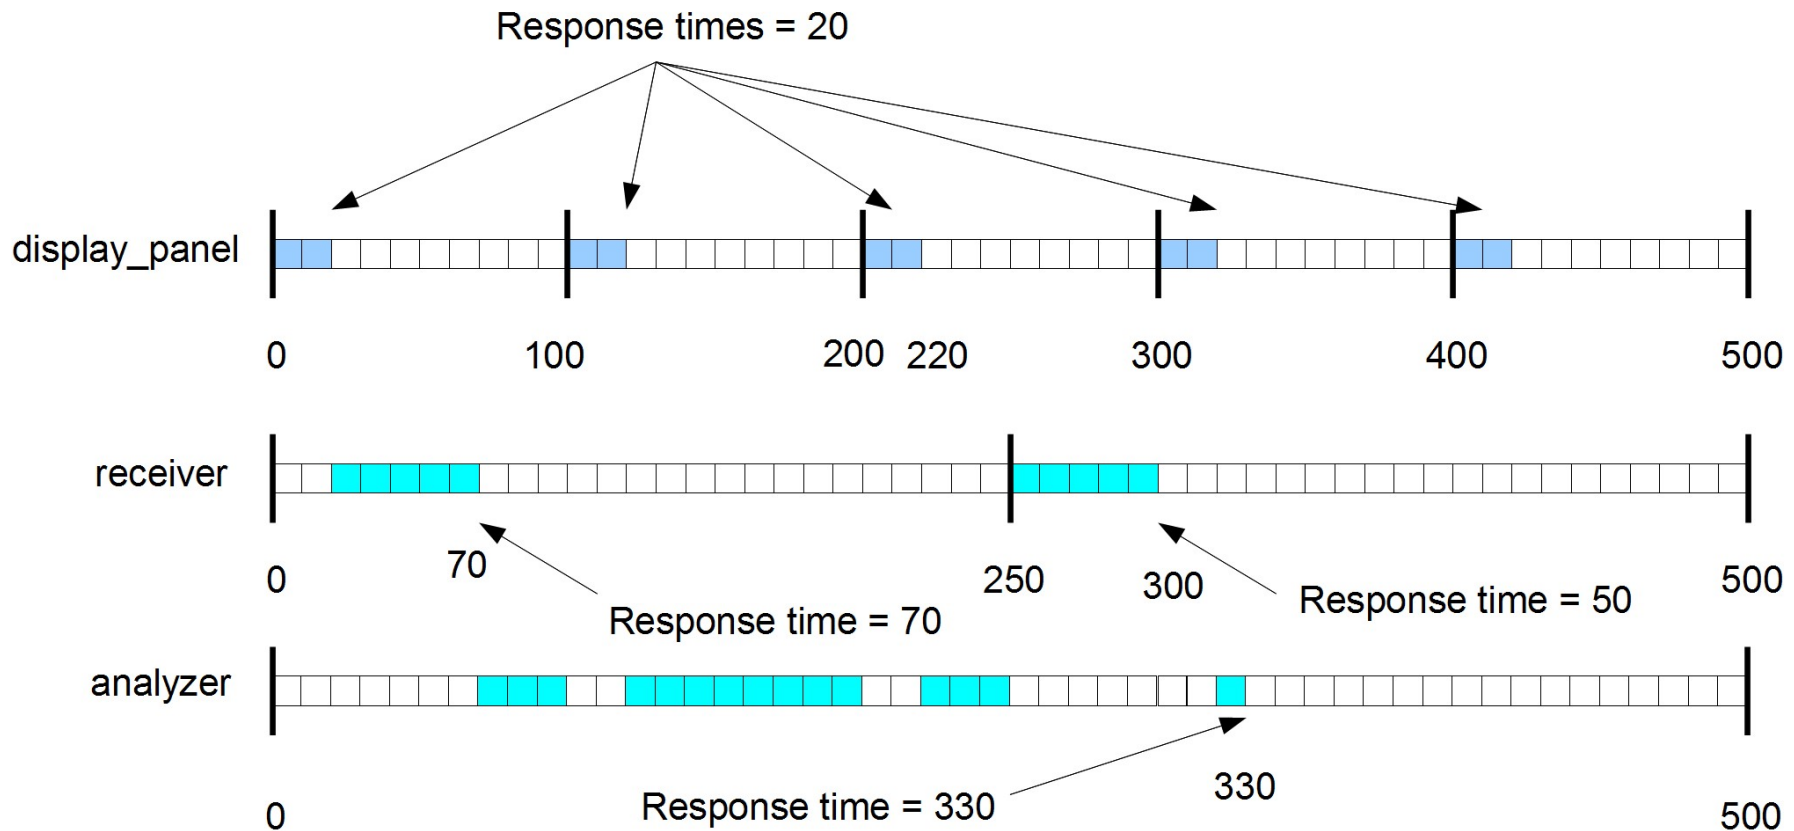 Response times = 20
display_panel
0 100 200 220 300 400 500
receiver
0 70 250 300 500
Response time = 70
Response time = 50
analyzer
Response time = 330
330
0 500